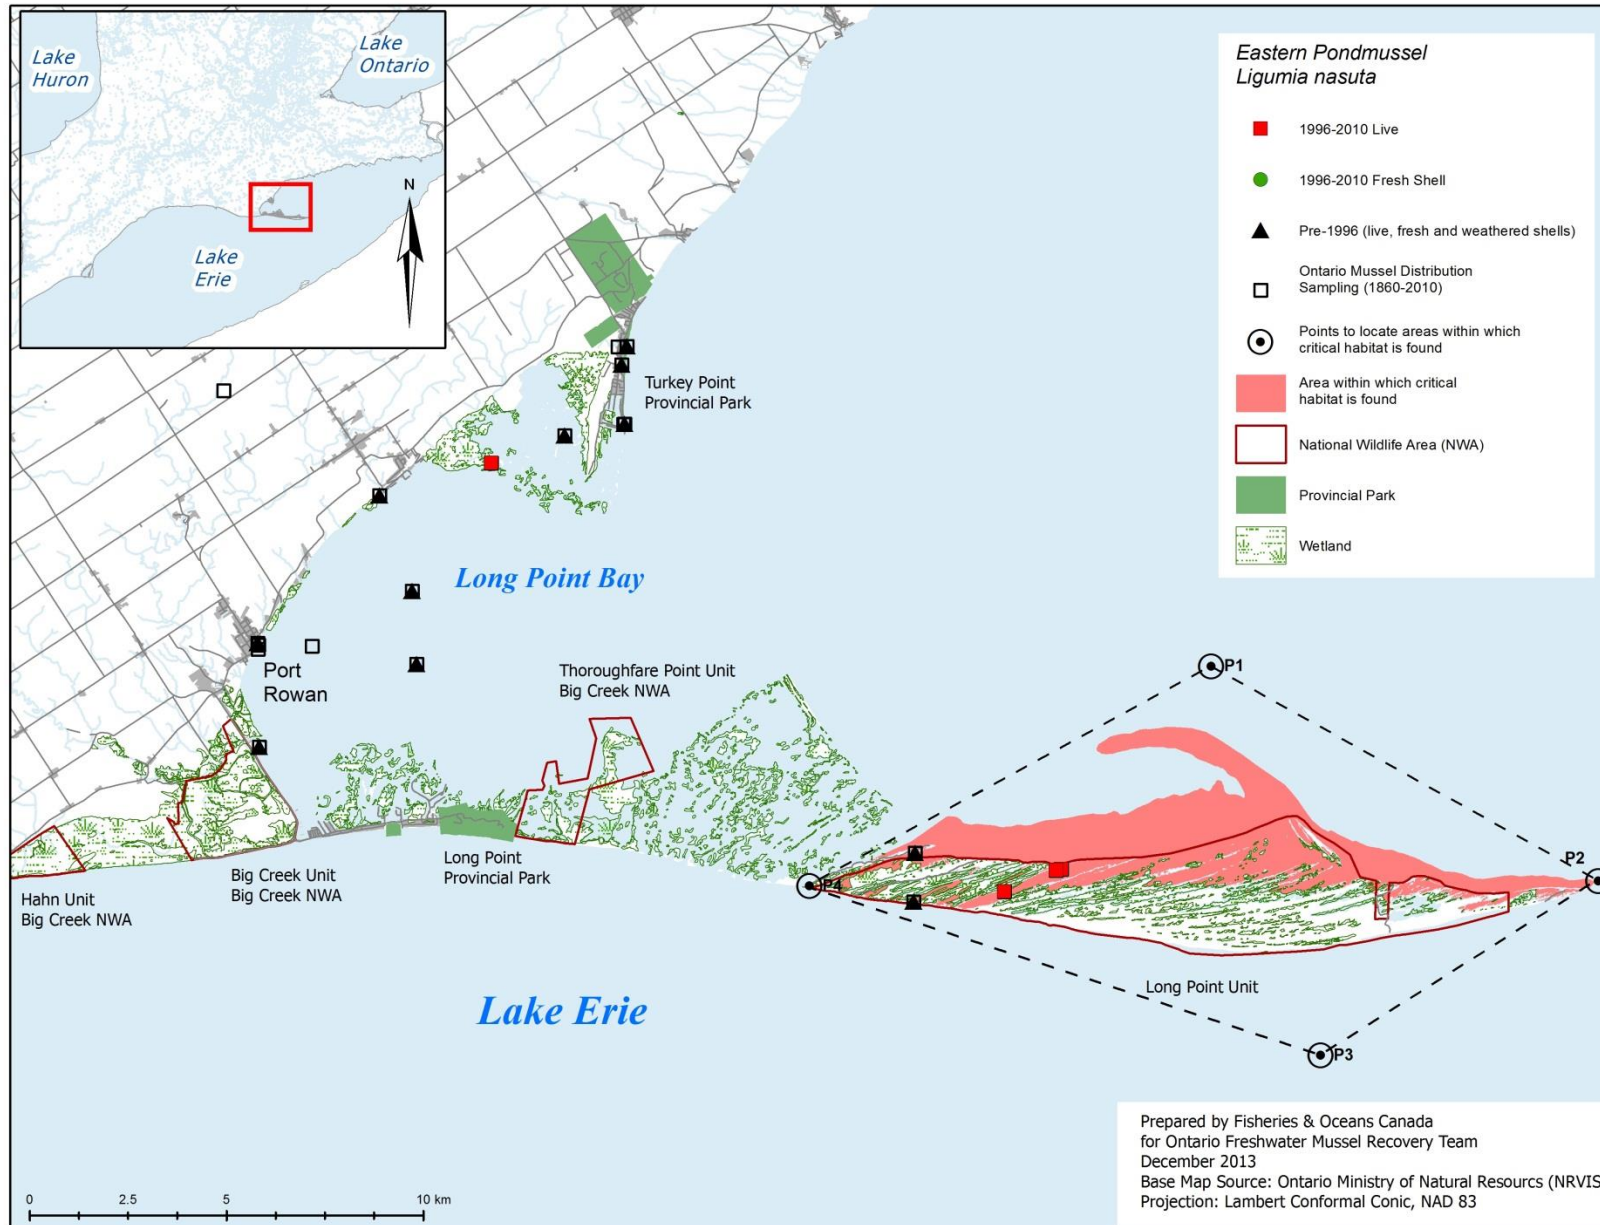 Lake
Huron
Lake
Ontario
Lake
Erie
N
Eastern Pondmussel
Ligumia nasuta
1996-2010 Live
1996-2010 Fresh Shell
Pre-1996 (live, fresh and weathered shells)
Ontario Mussel Distribution
Sampling (1860-2010)
Points to locate areas within which
critical habitat is found
Area within which critical
habitat is found
National Wildlife Area (NWA)
Provincial Park
Wetland
Turkey Point
Provincial Park
Long Point Bay
Port
Rowan
Thoroughfare Point Unit
Big Creek NWA
P1
P2
P4
Hahn Unit
Big Creek NWA
Big Creek Unit
Big Creek NWA
Long Point
Provincial Park
Long Point Unit
Lake Erie
P3
Prepared by Fisheries & Oceans Canada
for Ontario Freshwater Mussel Recovery Team
December 2013
Base Map Source: Ontario Ministry of Natural Resourcs (NRVIS
Projection: Lambert Conformal Conic, NAD 83
0 2.5 5 10 km